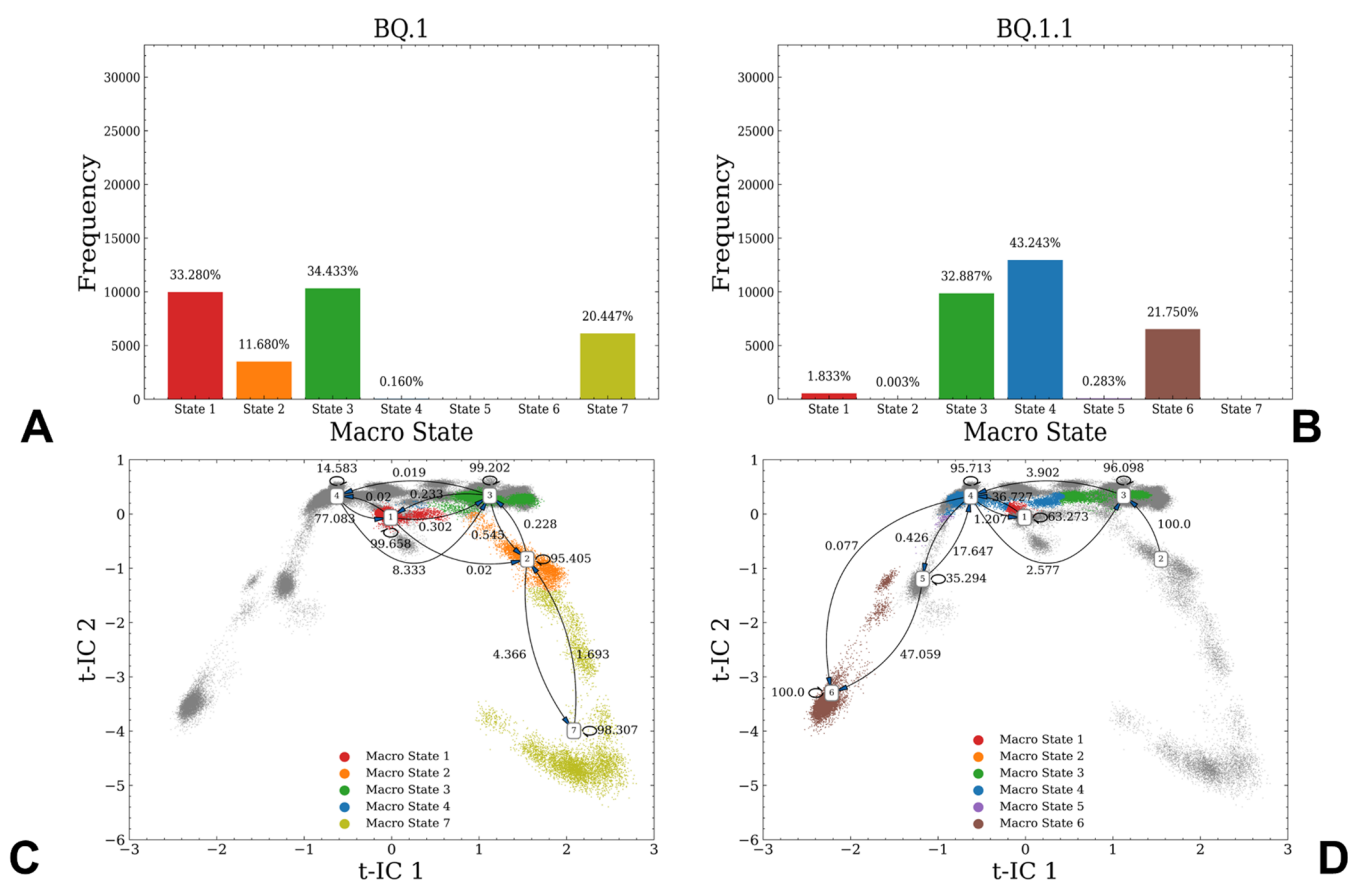 BQ.1
30000
25000
20000
15000
10000
5000
0
Frequency
33.280%
11.680%
34.433%
0.160%
20.447%
State 1 State 2 State 3 State 4 State 5 State 6 State 7
Macro State
A
BQ.1.1
30000
25000
20000
15000
10000
5000
0
Frequency
1.833%
0.003%
32.887%
43.243%
0.283%
21.750%
State 1 State 2 State 3 State 4 State 5 State 6 State 7
Macro State
B
1
0
−1
−2
−3
−4
−5
−6
t-IC 2
14.583 0.019 99.202
4 0.02 0.233 3
77.083 1 0.302
99.658 0.545 0.228
8.333 0.02 2 95.405
4.366 1.693
7 98.307
Macro State 1
Macro State 2
Macro State 3
Macro State 4
Macro State 7
−3 −2 −1 0 1 2 3
t-IC 1
C
1
0
−1
−2
−3
−4
−5
−6
t-IC 2
95.713 3.902 96.098
4 36.727 3
1.207 1 63.273
0.077 0.426 17.647 100.0
5 35.294 2.577 2
47.059
100.0 6
Macro State 1
Macro State 2
Macro State 3
Macro State 4
Macro State 5
Macro State 6
−3 −2 −1 0 1 2 3
t-IC 1
D